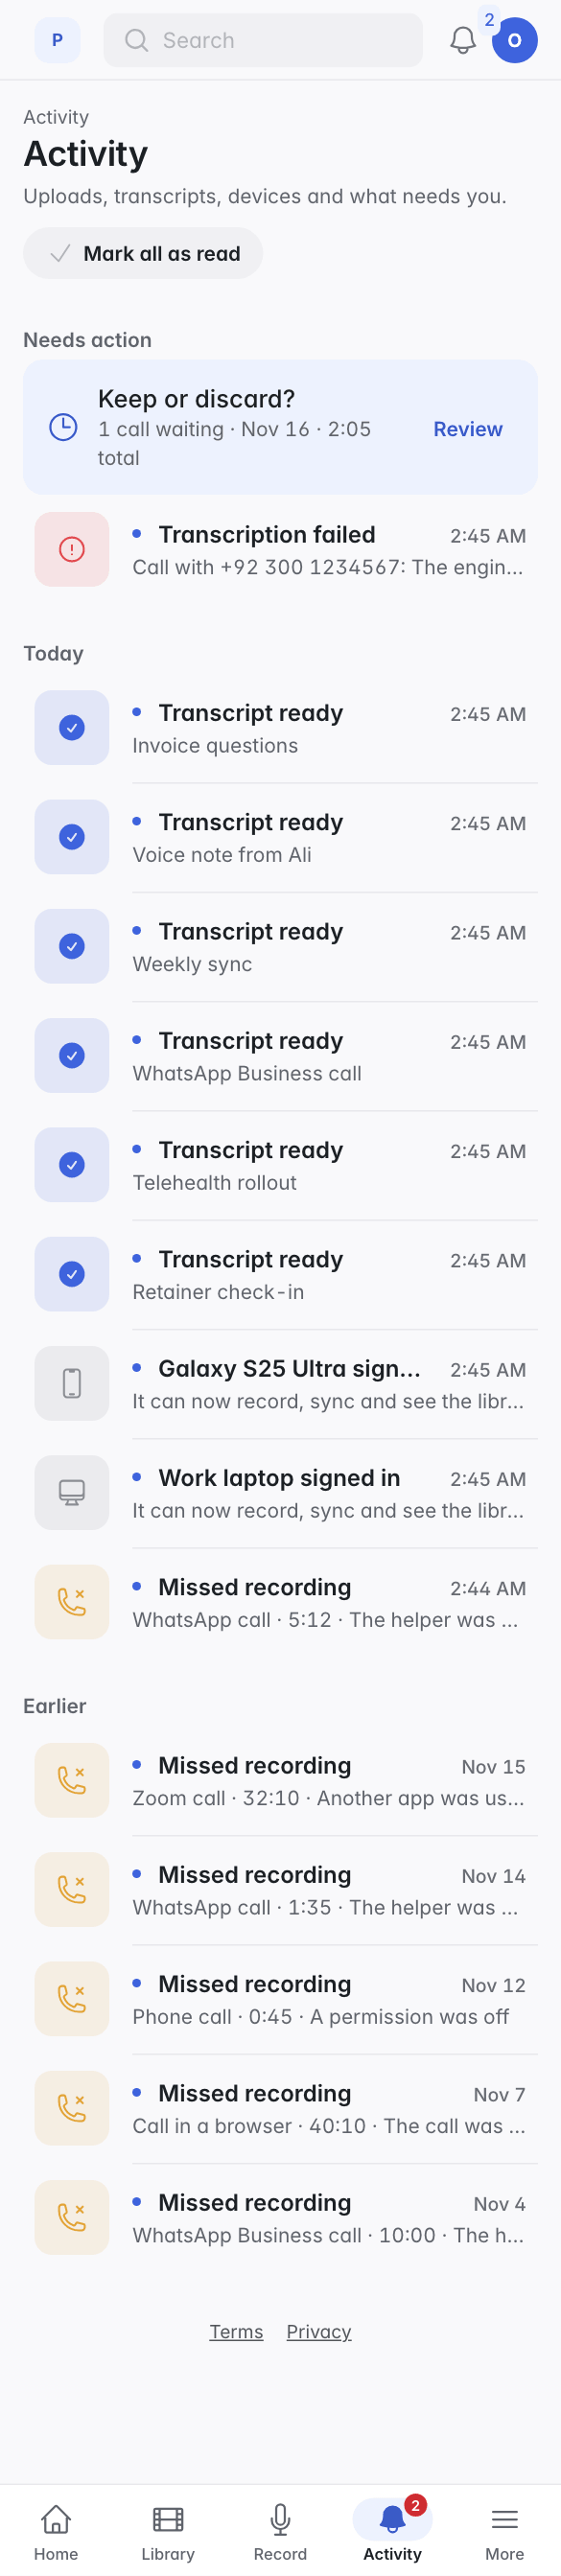 P
Search
2
O
Activity
Activity
Uploads, transcripts, devices and what needs you.
Mark all as read
Needs action
Keep or discard?
1 call waiting · Nov 16 · 2:05
total
Review
Transcription failed 2:45 AM
Call with +92 300 1234567: The engin...
Today
Transcript ready 2:45 AM
Invoice questions
Transcript ready 2:45 AM
Voice note from Ali
Transcript ready 2:45 AM
Weekly sync
Transcript ready 2:45 AM
WhatsApp Business call
Transcript ready 2:45 AM
Telehealth rollout
Transcript ready 2:45 AM
Retainer check-in
Galaxy S25 Ultra sign... 2:45 AM
It can now record, sync and see the libr...
Work laptop signed in 2:45 AM
It can now record, sync and see the libr...
Missed recording 2:44 AM
WhatsApp call · 5:12 · The helper was ...
Earlier
Missed recording Nov 15
Zoom call · 32:10 · Another app was us...
Missed recording Nov 14
WhatsApp call · 1:35 · The helper was ...
Missed recording Nov 12
Phone call · 0:45 · A permission was off
Missed recording Nov 7
Call in a browser · 40:10 · The call was ...
Missed recording Nov 4
WhatsApp Business call · 10:00 · The h...
Terms Privacy
2
Home Library Record Activity More